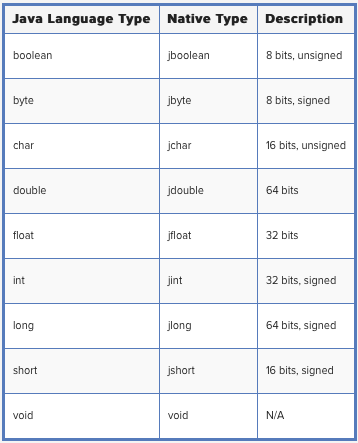 Java Language Type Native Type Description
boolean jboolean 8 bits, unsigned
byte jbyte 8 bits, signed
char jchar 16 bits, unsigned
double jdouble 64 bits
float jfloat 32 bits
int jint 32 bits, signed
long jlong 64 bits, signed
short jshort 16 bits, signed
void void N/A